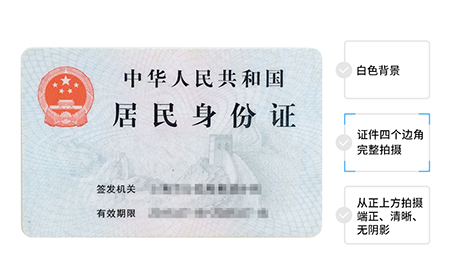 中华人民共和国
居民身份证
签发机关
有效期限
白色背景
证件四个边角
完整拍摄
从正上方拍摄
端正、清晰、
无阴影